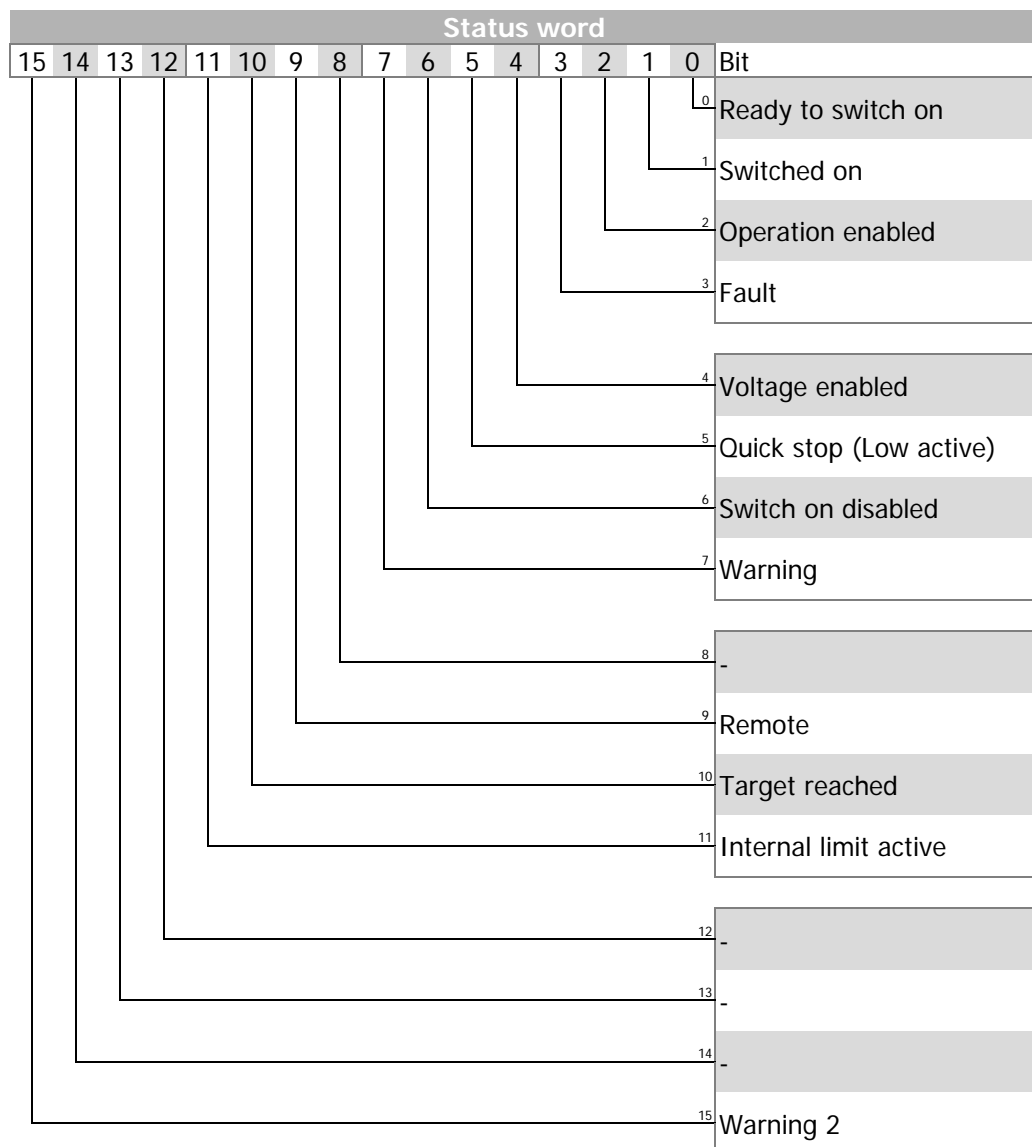 Status word
15 14 13 12 11 10 9 8 7 6 5 4 3 2 1 0 Bit
0 Ready to switch on
1 Switched on
2 Operation enabled
3 Fault
4 Voltage enabled
5 Quick stop (Low active)
6 Switch on disabled
7 Warning
8 -
9 Remote
10 Target reached
11 Internal limit active
12 -
13 -
14 -
15 Warning 2